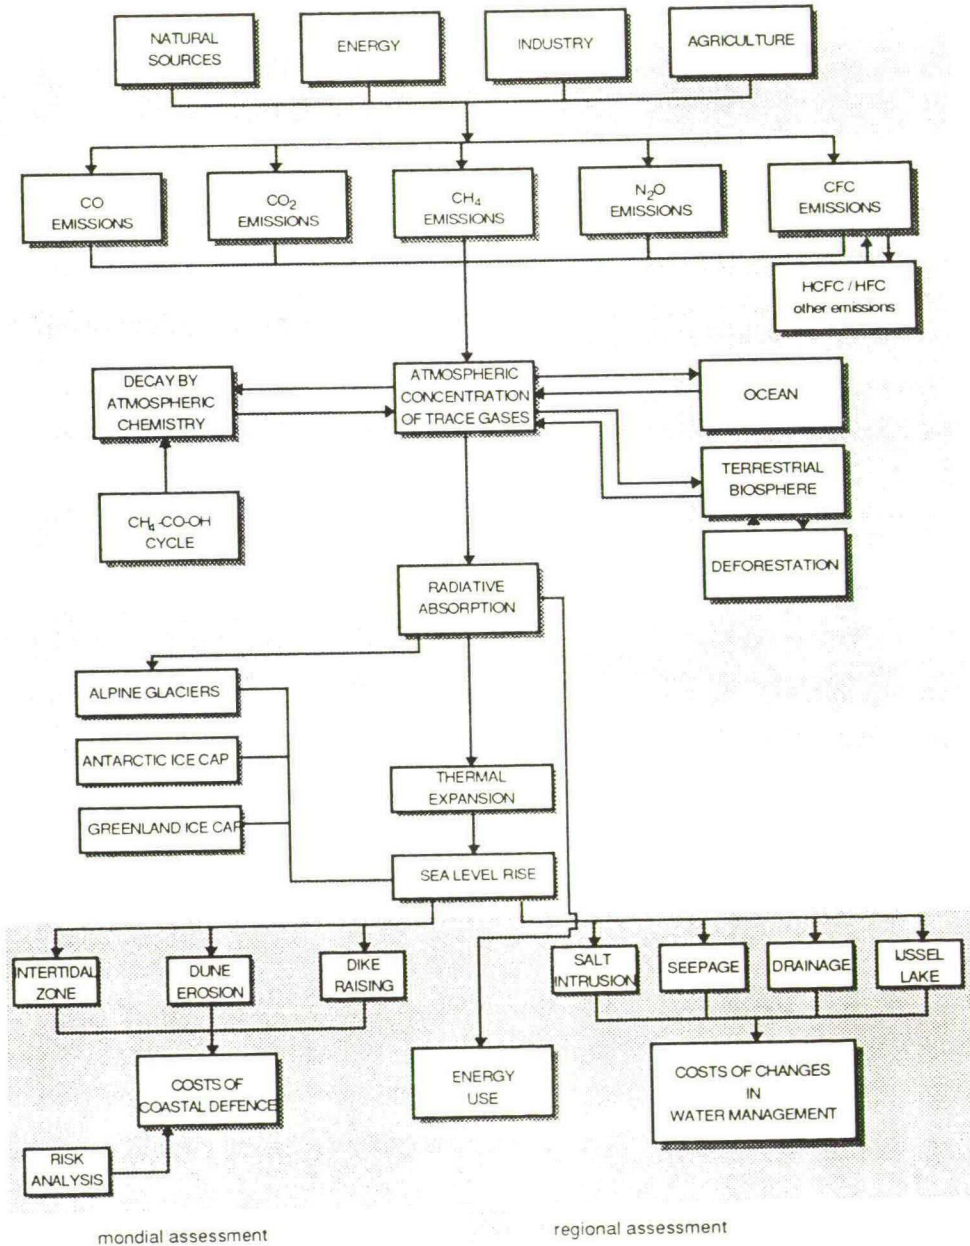 NATURAL
SOURCES
ENERGY
INDUSTRY
AGRICULTURE
CO
EMISSIONS
CO₂
EMISSIONS
CH₄
EMISSIONS
N₂O
EMISSIONS
CFC
EMISSIONS
HCFC / HFC
other emissions
DECAY BY
ATMOSPHERIC
CHEMISTRY
ATMOSPHERIC
CONCENTRATION
OF TRACE GASES
OCEAN
TERRESTRIAL
BIOSPHERE
CH₄-CO-OH
CYCLE
DEFORESTATION
RADIATIVE
ABSORPTION
ALPINE GLACIERS
ANTARCTIC ICE CAP
GREENLAND ICE CAP
THERMAL
EXPANSION
SEA LEVEL RISE
INTERTIDAL
ZONE
DUNE
EROSION
DIKE
RAISING
SALT
INTRUSION
SEEPAGE
DRAINAGE
IJSSEL
LAKE
COSTS OF
COASTAL DEFENCE
ENERGY
USE
COSTS OF CHANGES
IN
WATER MANAGEMENT
RISK
ANALYSIS
mondial assessment
regional assessment